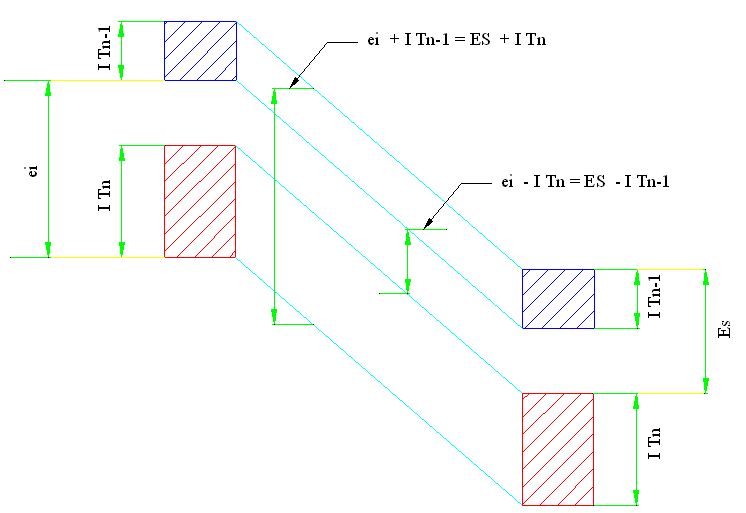 ei + I Tn-1 = ES + I Tn
I Tn-1
ei
I Tn
ei - I Tn = ES - I Tn-1
I Tn-1
Es
I Tn